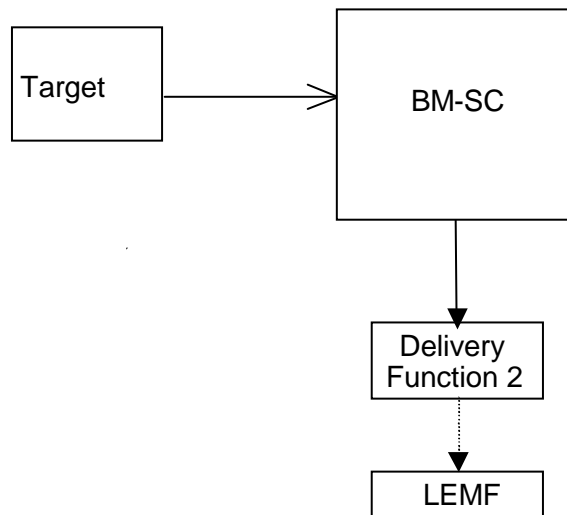 Target
BM-SC
Delivery
Function 2
LEMF